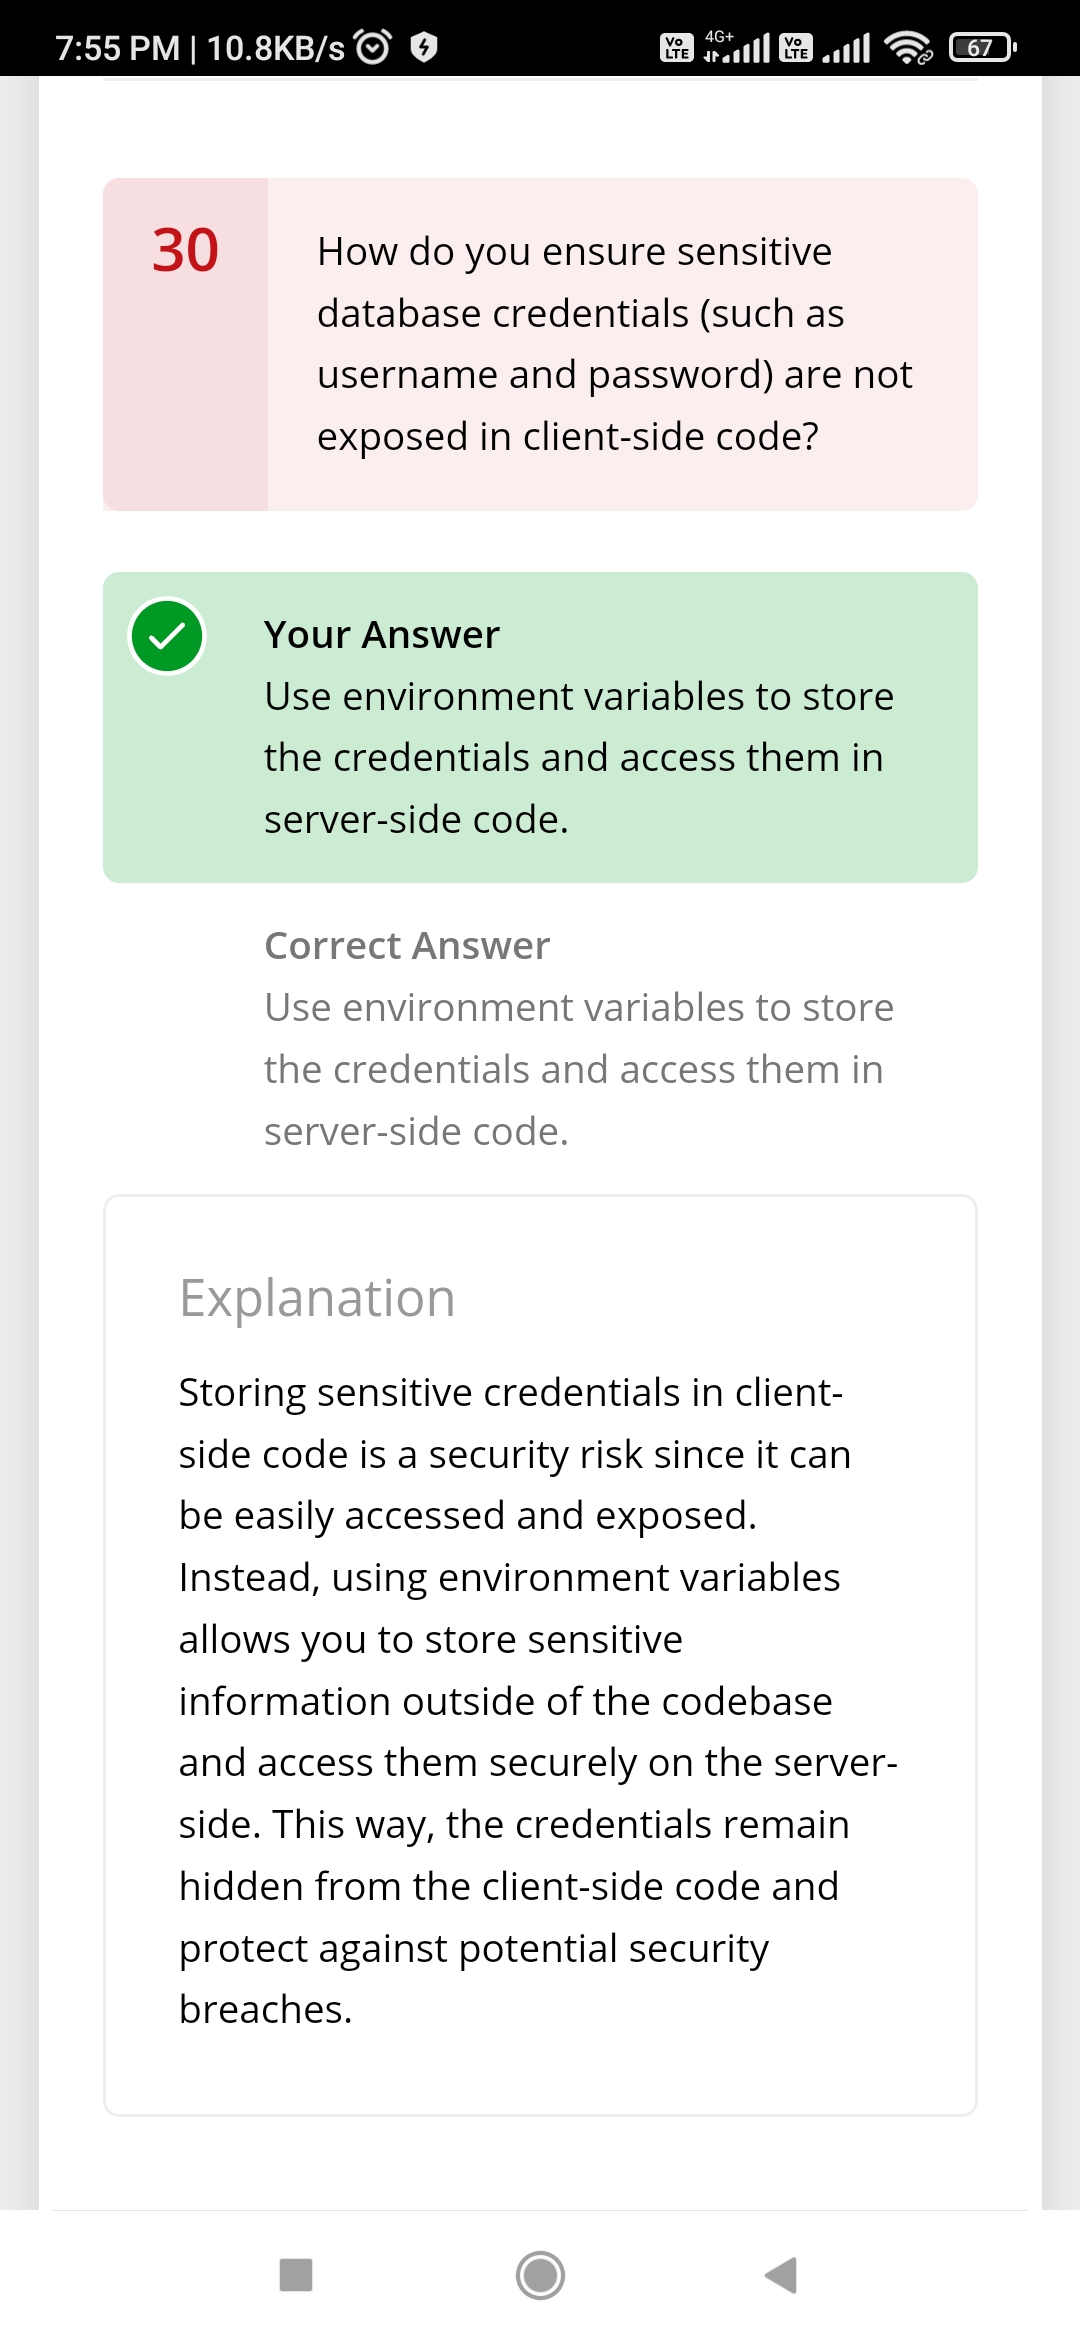 7:55 PM | 10.8KB/s
Vo LTE 4G+ Vo LTE 67
30
How do you ensure sensitive
database credentials (such as
username and password) are not
exposed in client-side code?
Your Answer
Use environment variables to store
the credentials and access them in
server-side code.
Correct Answer
Use environment variables to store
the credentials and access them in
server-side code.
Explanation
Storing sensitive credentials in client-
side code is a security risk since it can
be easily accessed and exposed.
Instead, using environment variables
allows you to store sensitive
information outside of the codebase
and access them securely on the server-
side. This way, the credentials remain
hidden from the client-side code and
protect against potential security
breaches.